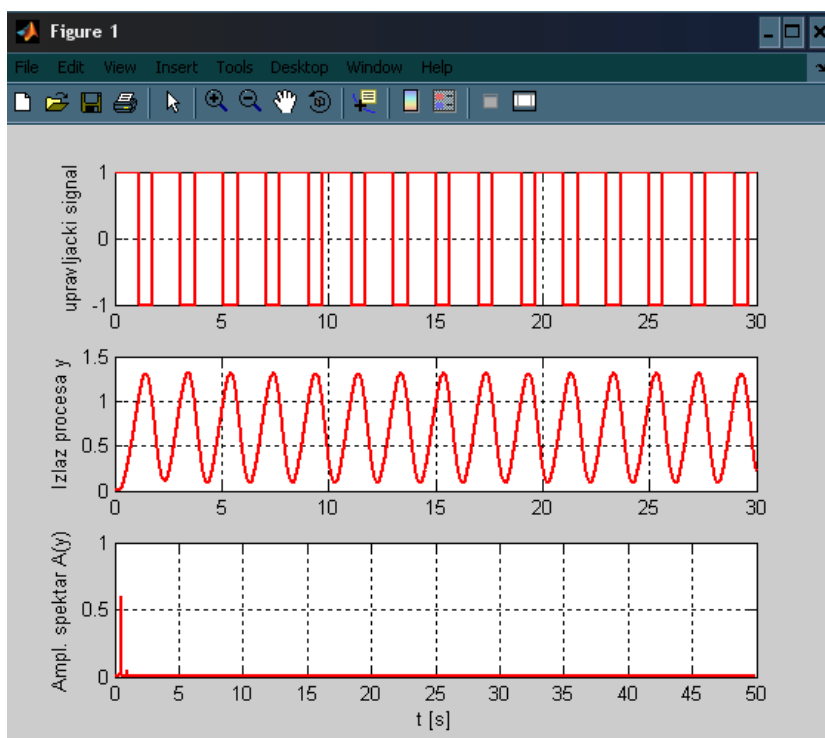 Figure 1
File Edit View Insert Tools Desktop Window Help
upravljacki signal
1
0
-1
0 5 10 15 20 25 30
Izlaz procesa y
1.5
1
0.5
0
0 5 10 15 20 25 30
Ampl. spektar A(y)
1
0.5
0
0 5 10 15 20 25 30 35 40 45 50
t [s]